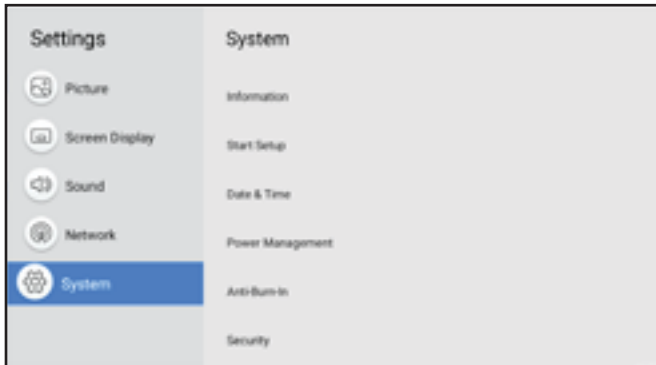 Settings
Picture
Screen Display
Sound
Network
System
System
Information
Start Setup
Date & Time
Power Management
Anti-Burn-In
Security